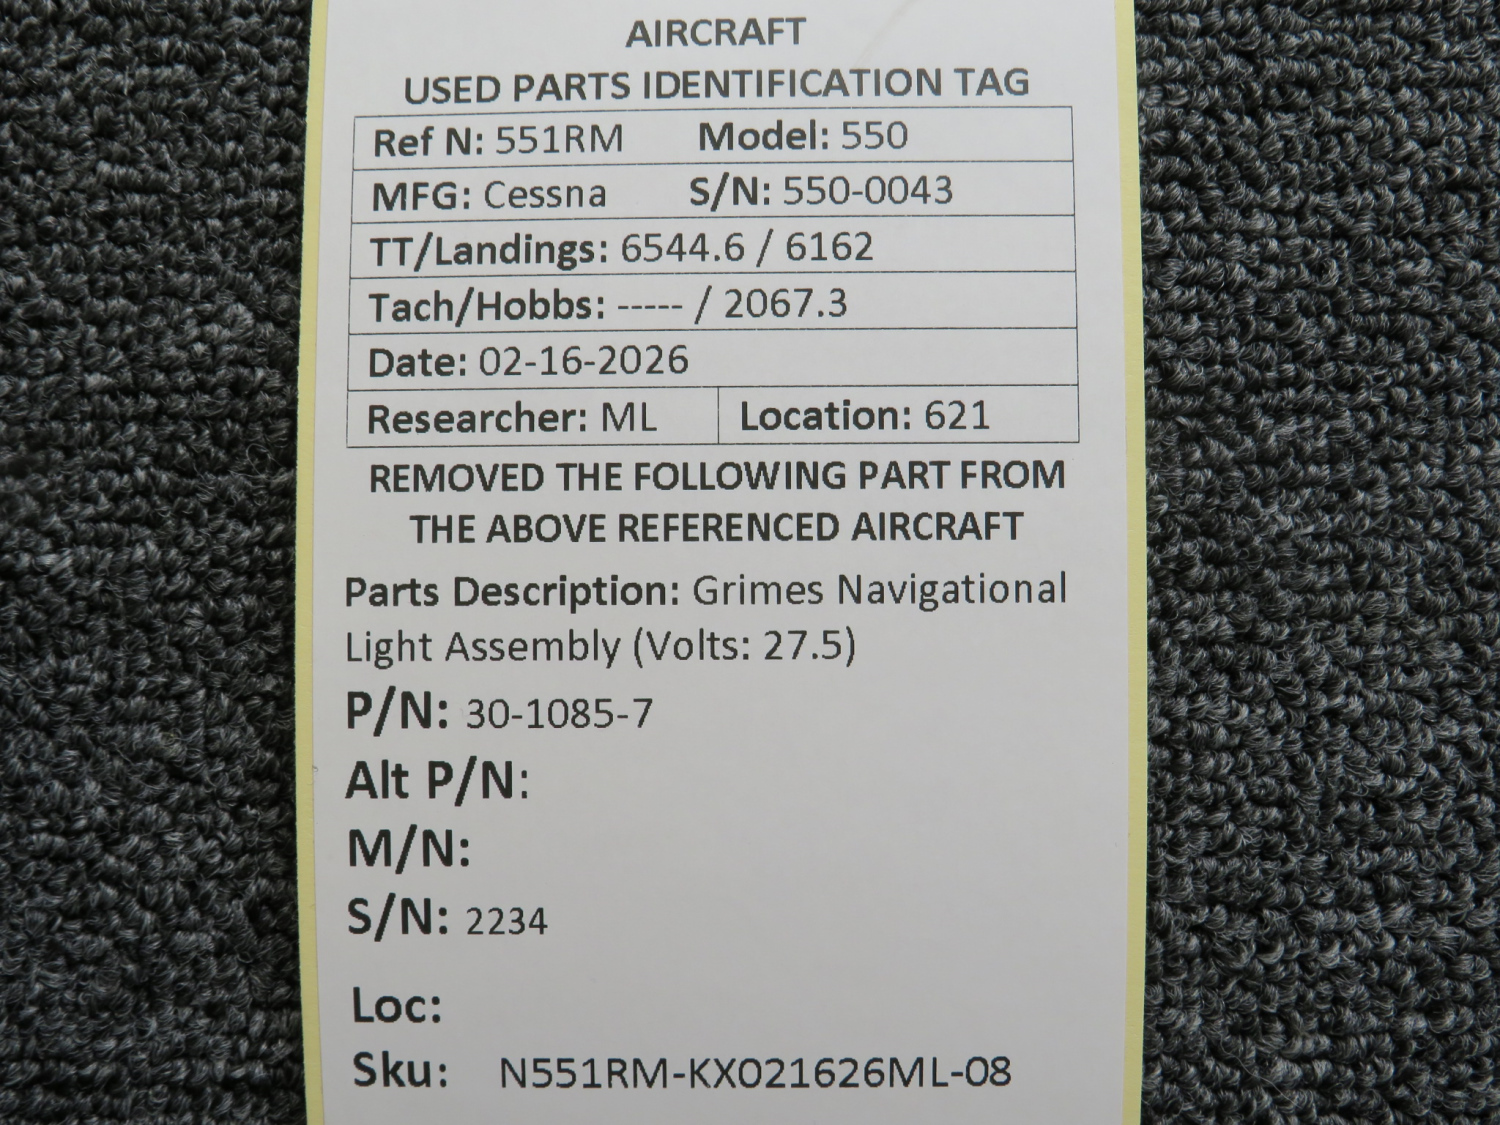 AIRCRAFT
USED PARTS IDENTIFICATION TAG
Ref N: 551RM Model: 550
MFG: Cessna S/N: 550-0043
TT/Landings: 6544.6 / 6162
Tach/Hobbs: ----- / 2067.3
Date: 02-16-2026
Researcher: ML Location: 621
REMOVED THE FOLLOWING PART FROM
THE ABOVE REFERENCED AIRCRAFT
Parts Description: Grimes Navigational
Light Assembly (Volts: 27.5)
P/N: 30-1085-7
Alt P/N:
M/N:
S/N: 2234
Loc:
Sku: N551RM-KX021626ML-08